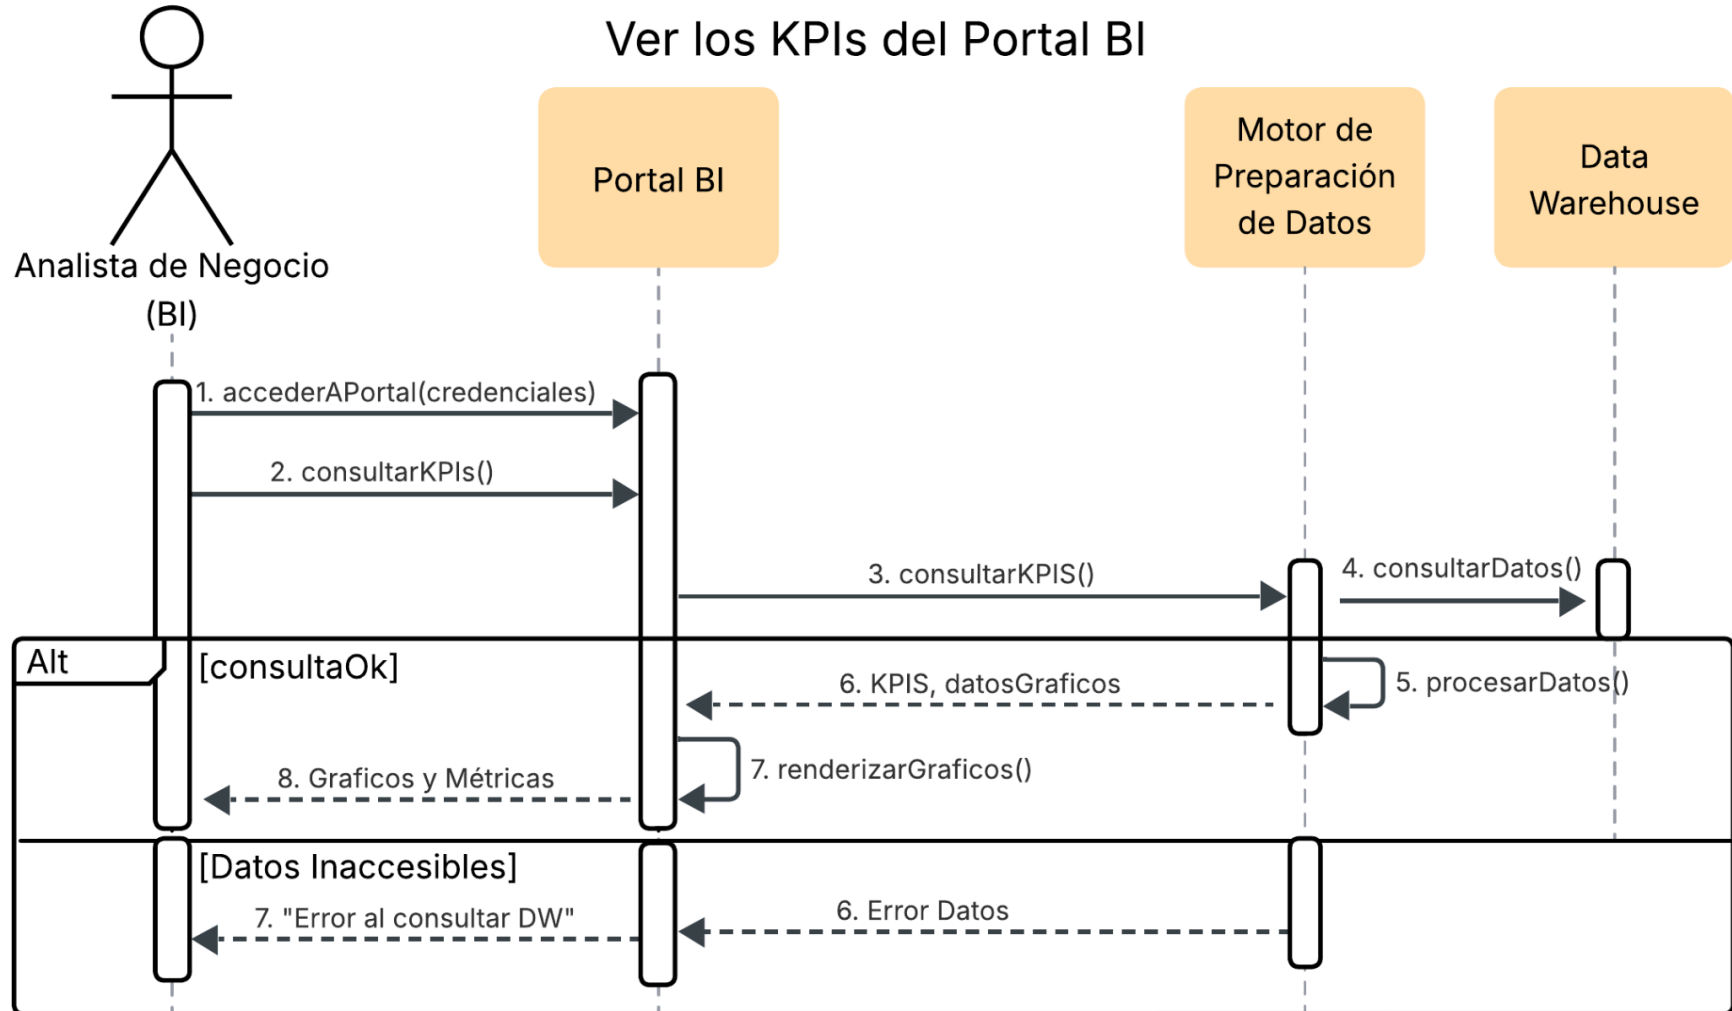 Ver los KPIs del Portal BI
Analista de Negocio
(BI)
Portal BI
Motor de
Preparación
de Datos
Data
Warehouse
1. accederAPortal(credenciales)
2. consultarKPIs()
3. consultarKPIS()
4. consultarDatos()
Alt
[consultaOk]
5. procesarDatos()
6. KPIS, datosGraficos
7. renderizarGraficos()
8. Graficos y Métricas
[Datos Inaccesibles]
6. Error Datos
7. "Error al consultar DW"